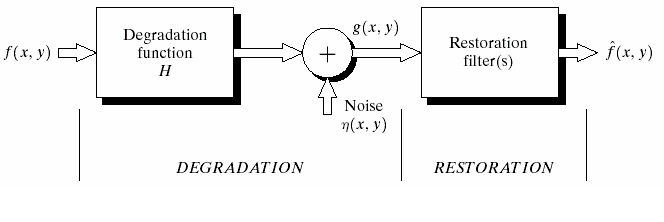 f(x, y)
Degradation
function
H
+
g(x, y)
Noise
η(x, y)
Restoration
filter(s)
f̂(x, y)
DEGRADATION
RESTORATION